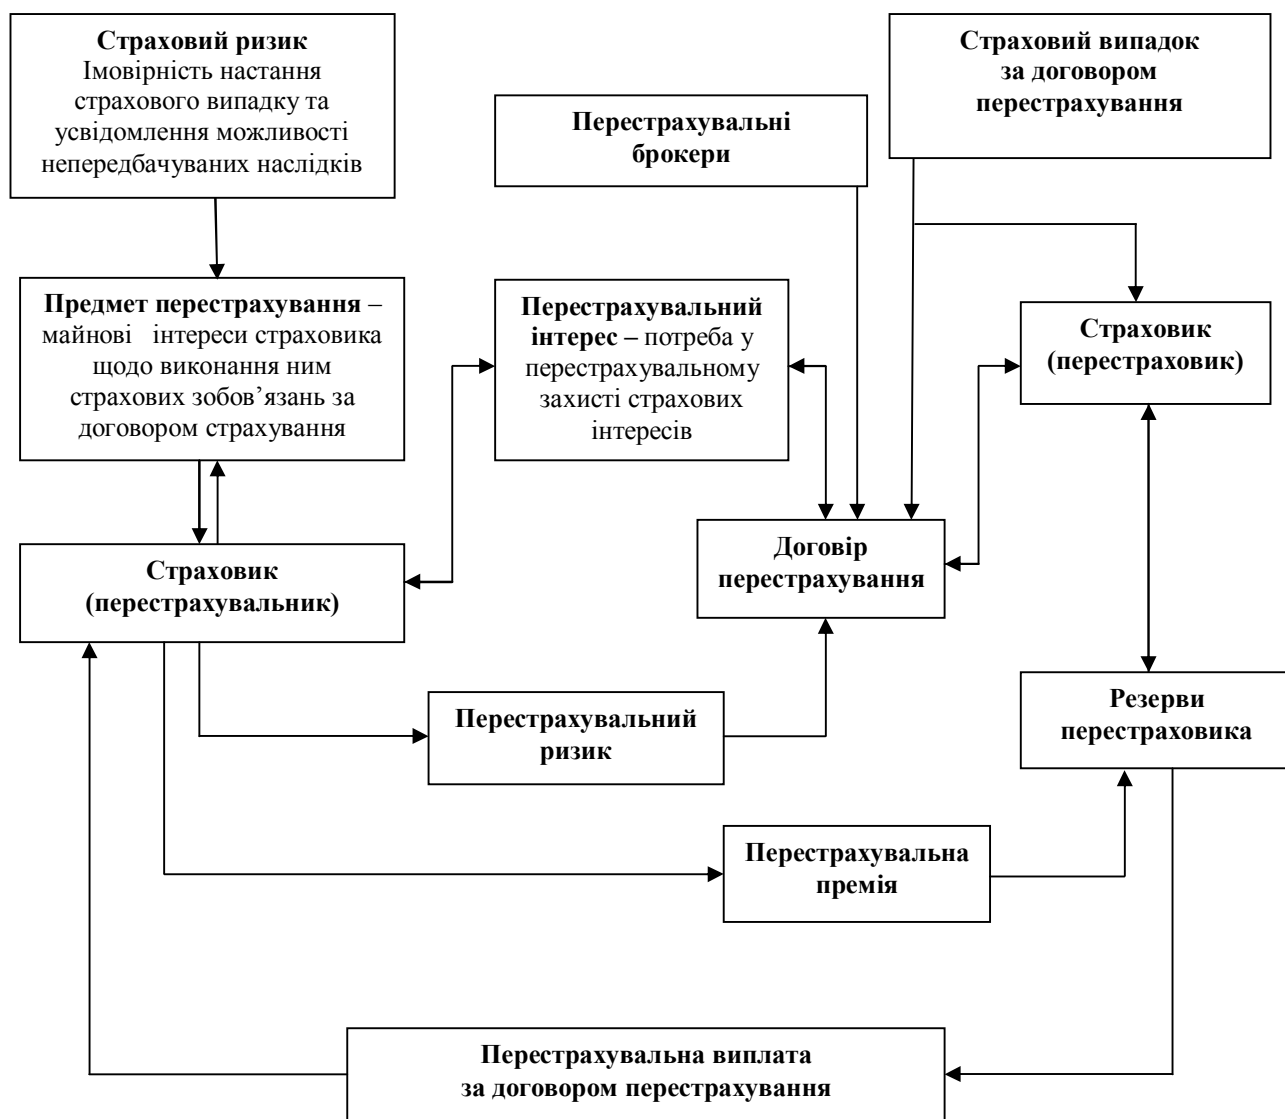 Страховий ризик
Імовірність настання
страхового випадку та
усвідомлення можливості
непередбачуваних наслідків
Перестрахувальні
брокери
Страховий випадок
за договором
перестрахування
Предмет перестрахування –
майнові інтереси страховика
щодо виконання ним
страхових зобов’язань за
договором страхування
Перестрахувальний
інтерес – потреба у
перестрахувальному
захисті страхових
інтересів
Страховик
(перестраховик)
Страховик
(перестрахувальник)
Договір
перестрахування
Перестрахувальний
ризик
Резерви
перестраховика
Перестрахувальна
премія
Перестрахувальна виплата
за договором перестрахування